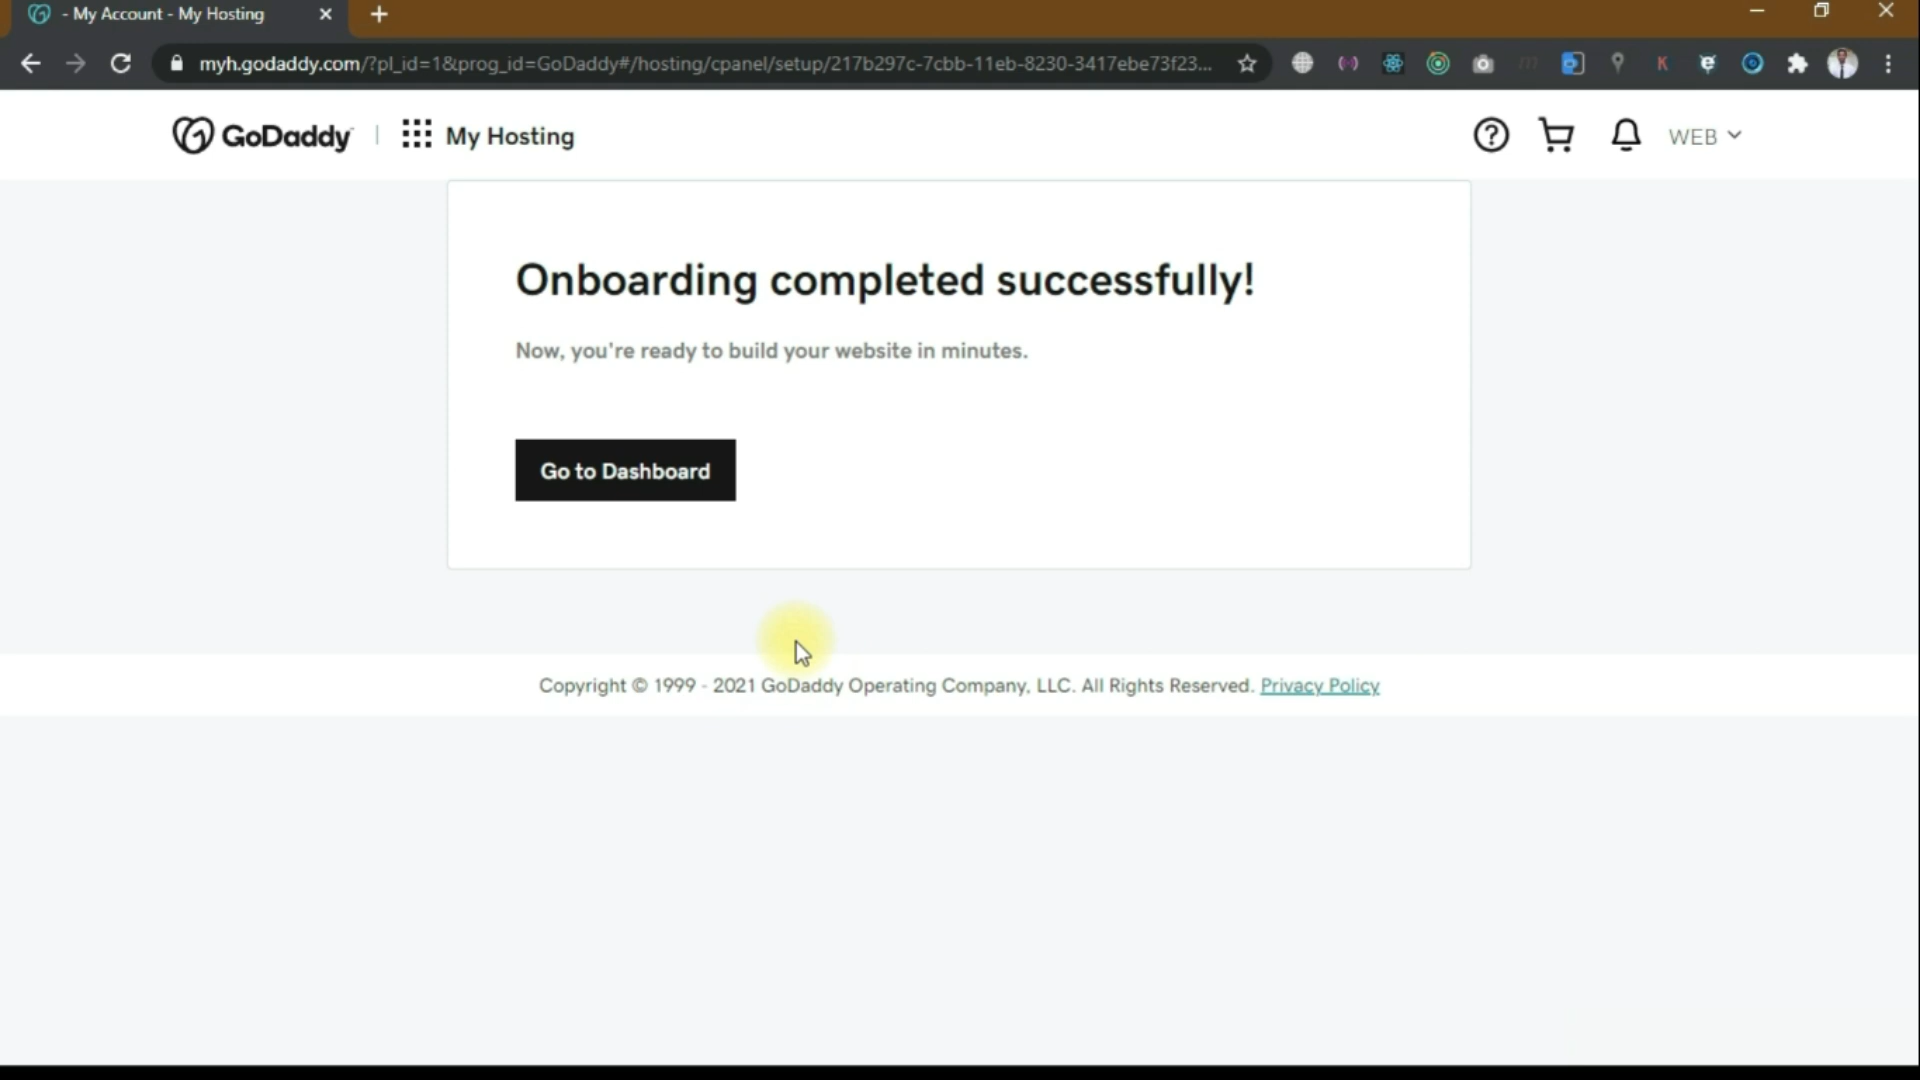 - My Account - My Hosting
myh.godaddy.com/?pl_id=1&prog_id=GoDaddy#/hosting/cpanel/setup/217b297c-7cbb-11eb-8230-3417ebe73f23...
GoDaddy My Hosting WEB
Onboarding completed successfully!
Now, you're ready to build your website in minutes.
Go to Dashboard
Copyright © 1999 - 2021 GoDaddy Operating Company, LLC. All Rights Reserved. Privacy Policy